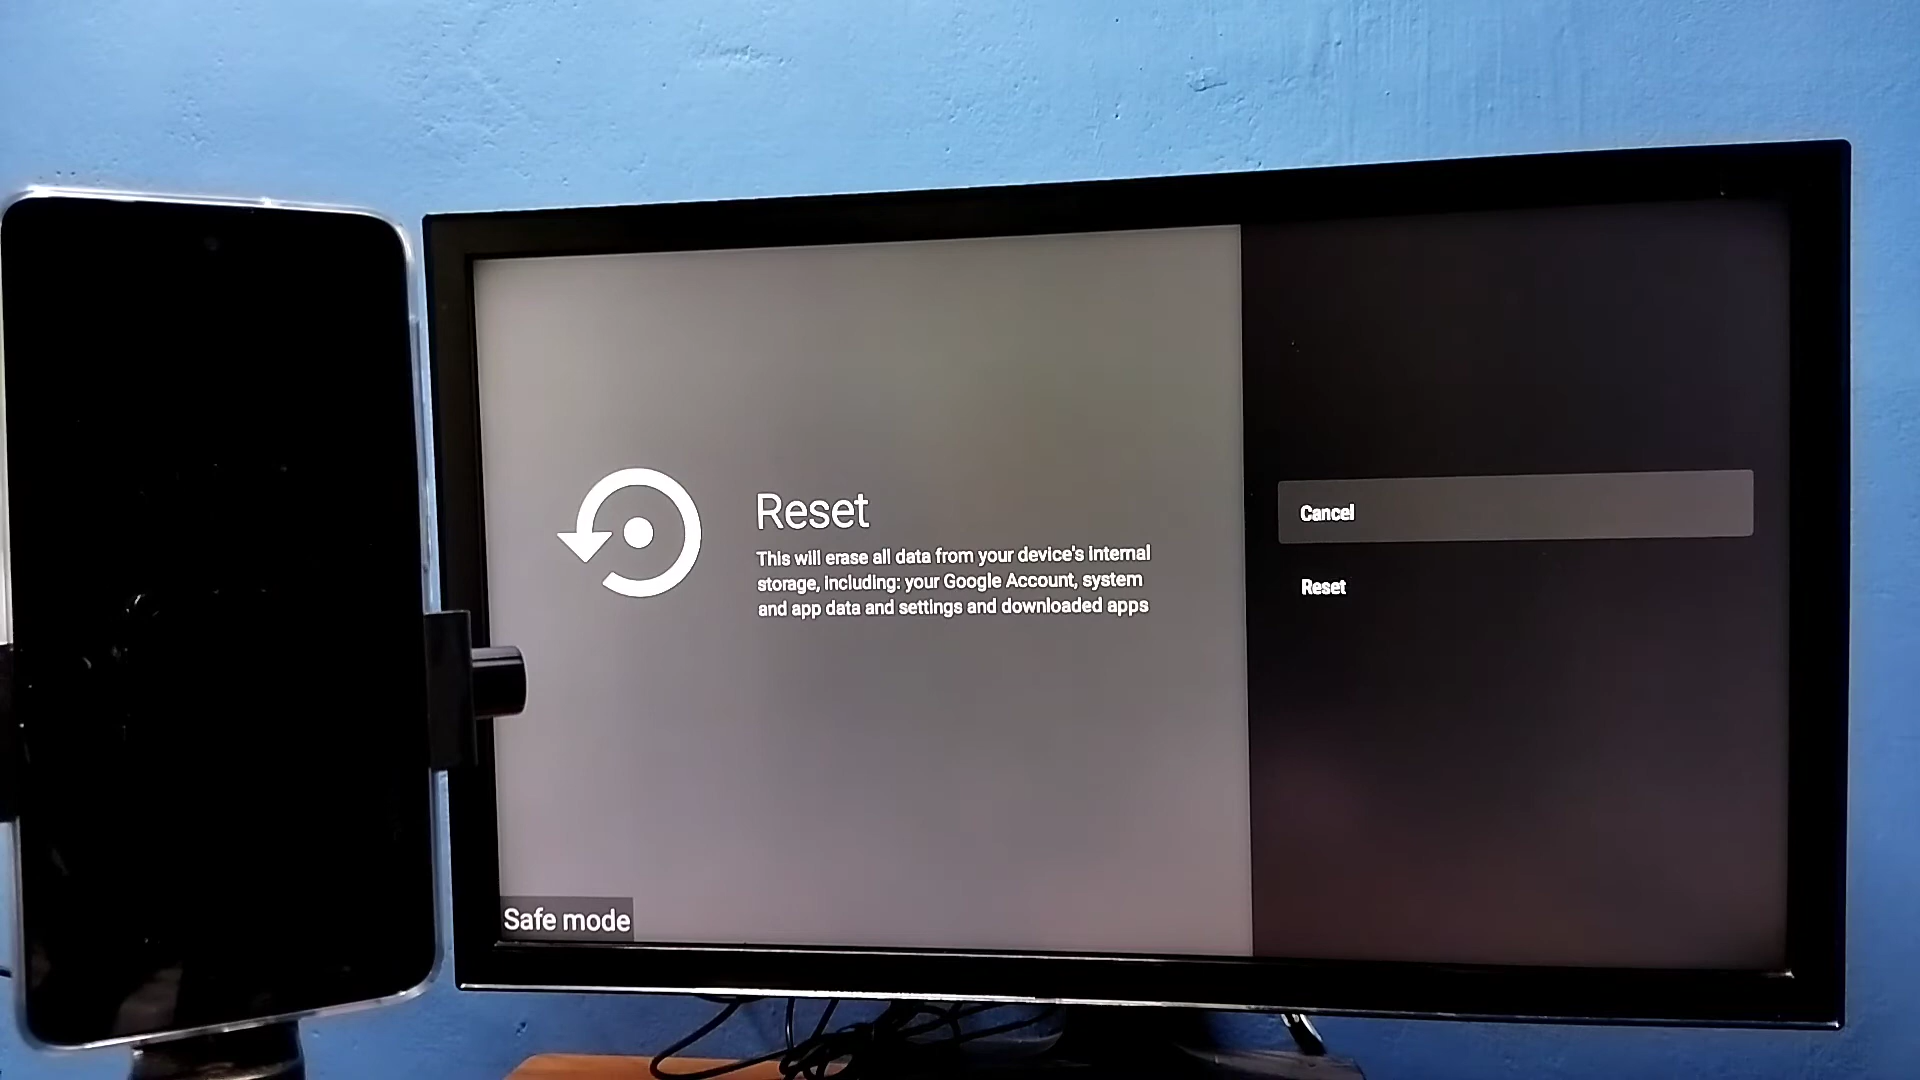 Reset
This will erase all data from your device's internal
storage, including: your Google Account, system
and app data and settings and downloaded apps
Cancel
Reset
Safe mode